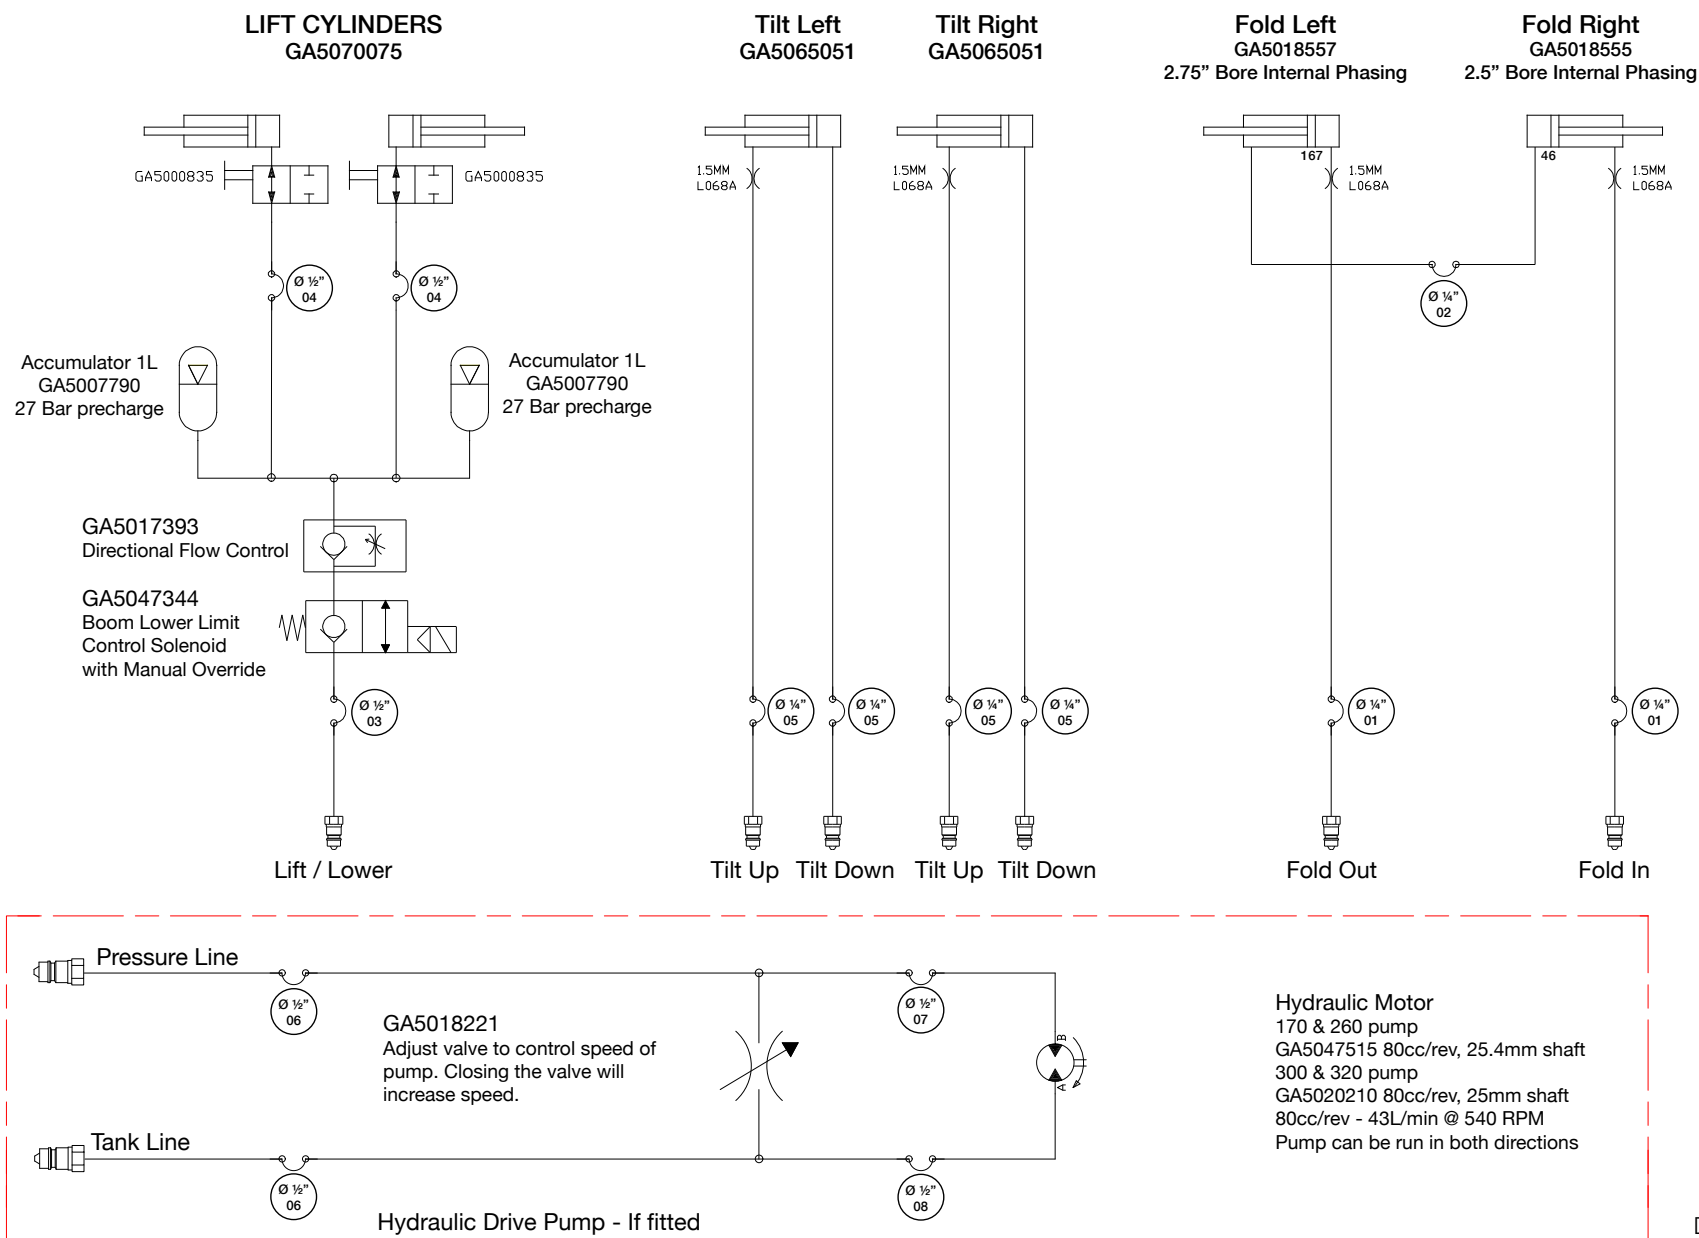 LIFT CYLINDERS
GA5070075
Tilt Left
GA5065051
Tilt Right
GA5065051
Fold Left
GA5018557
2.75” Bore Internal Phasing
Fold Right
GA5018555
2.5” Bore Internal Phasing
GA5000835
GA5000835
1.5MM
L068A
1.5MM
L068A
167
1.5MM
L068A
46
1.5MM
L068A
Ø ½”
04
Ø ½”
04
Ø ¼”
02
Accumulator 1L
GA5007790
27 Bar precharge
Accumulator 1L
GA5007790
27 Bar precharge
GA5017393
Directional Flow Control
GA5047344
Boom Lower Limit
Control Solenoid
with Manual Override
Ø ½”
03
Ø ¼”
05
Ø ¼”
05
Ø ¼”
05
Ø ¼”
05
Ø ¼”
01
Ø ¼”
01
Lift / Lower
Tilt Up
Tilt Down
Tilt Up
Tilt Down
Fold Out
Fold In
Pressure Line
Ø ½”
06
Ø ½”
07
GA5018221
Adjust valve to control speed of
pump. Closing the valve will
increase speed.
B
A
Hydraulic Motor
170 & 260 pump
GA5047515 80cc/rev, 25.4mm shaft
300 & 320 pump
GA5020210 80cc/rev, 25mm shaft
80cc/rev - 43L/min @ 540 RPM
Pump can be run in both directions
Tank Line
Ø ½”
06
Ø ½”
08
Hydraulic Drive Pump - If fitted